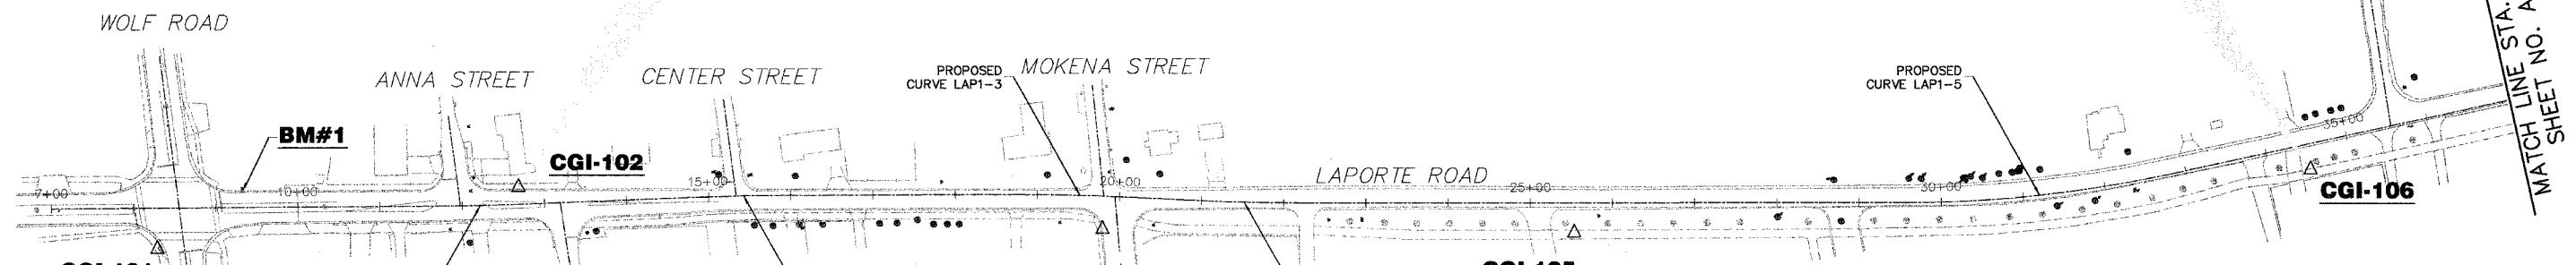 WOLF ROAD
ANNA STREET
CENTER STREET
PROPOSED
CURVE LAP1-3
MOKENA STREET
PROPOSED
CURVE LAP1-5
MATCH LINE STA.
SHEET NO. A
BM#1
CGI-102
LAPORTE ROAD
CGI-106
7+00
10+00
15+00
20+00
25+00
30+00
35+00